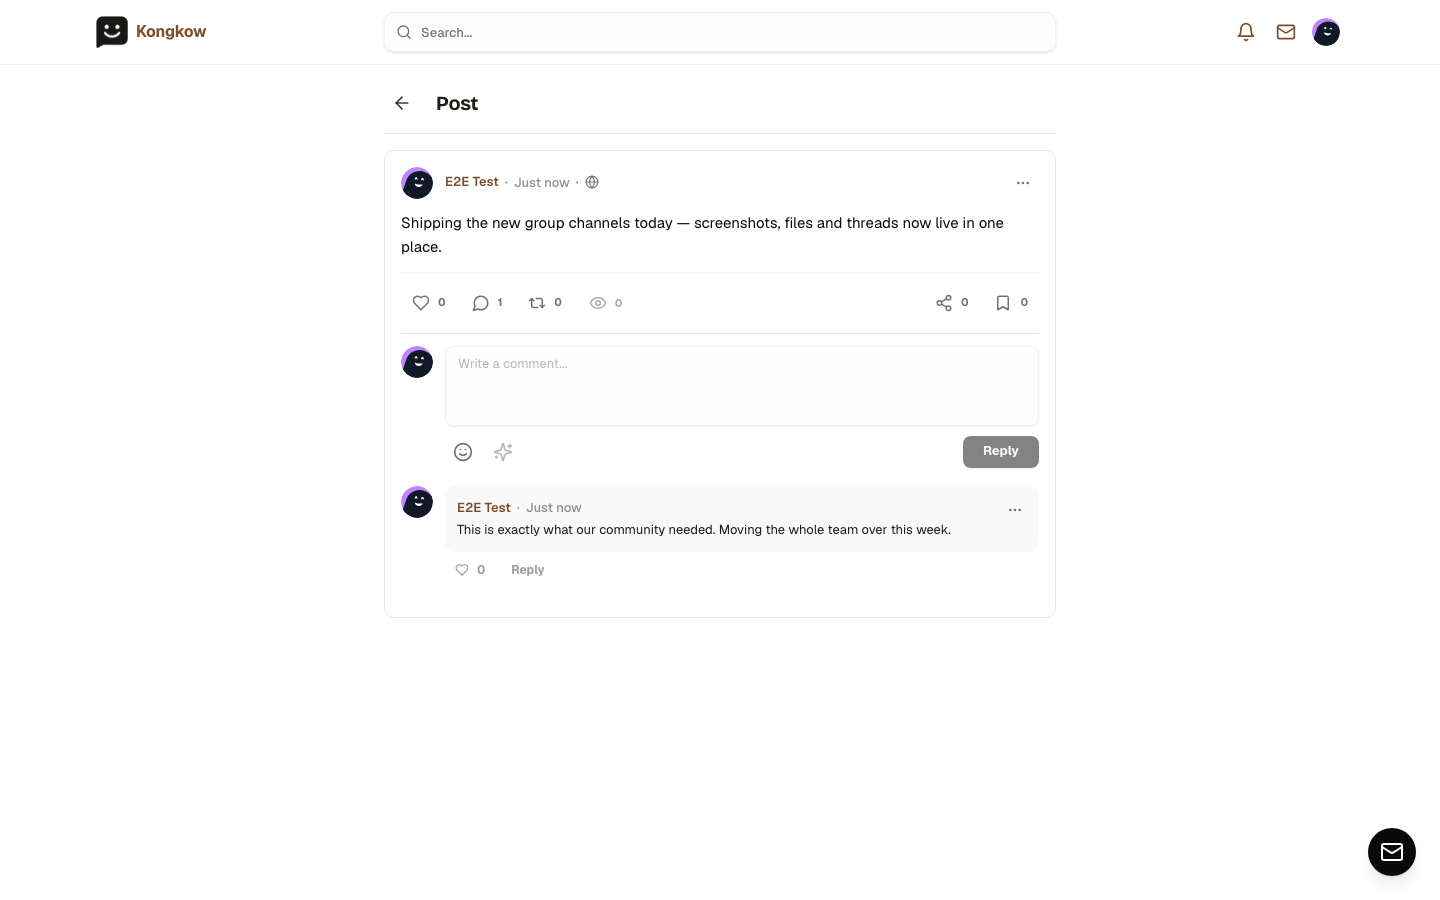 Kongkow
Search...
Post
E2E Test · Just now ·
Shipping the new group channels today — screenshots, files and threads now live in one
place.
0 1 0 0 0 0
Write a comment...
Reply
E2E Test · Just now
This is exactly what our community needed. Moving the whole team over this week.
0 Reply